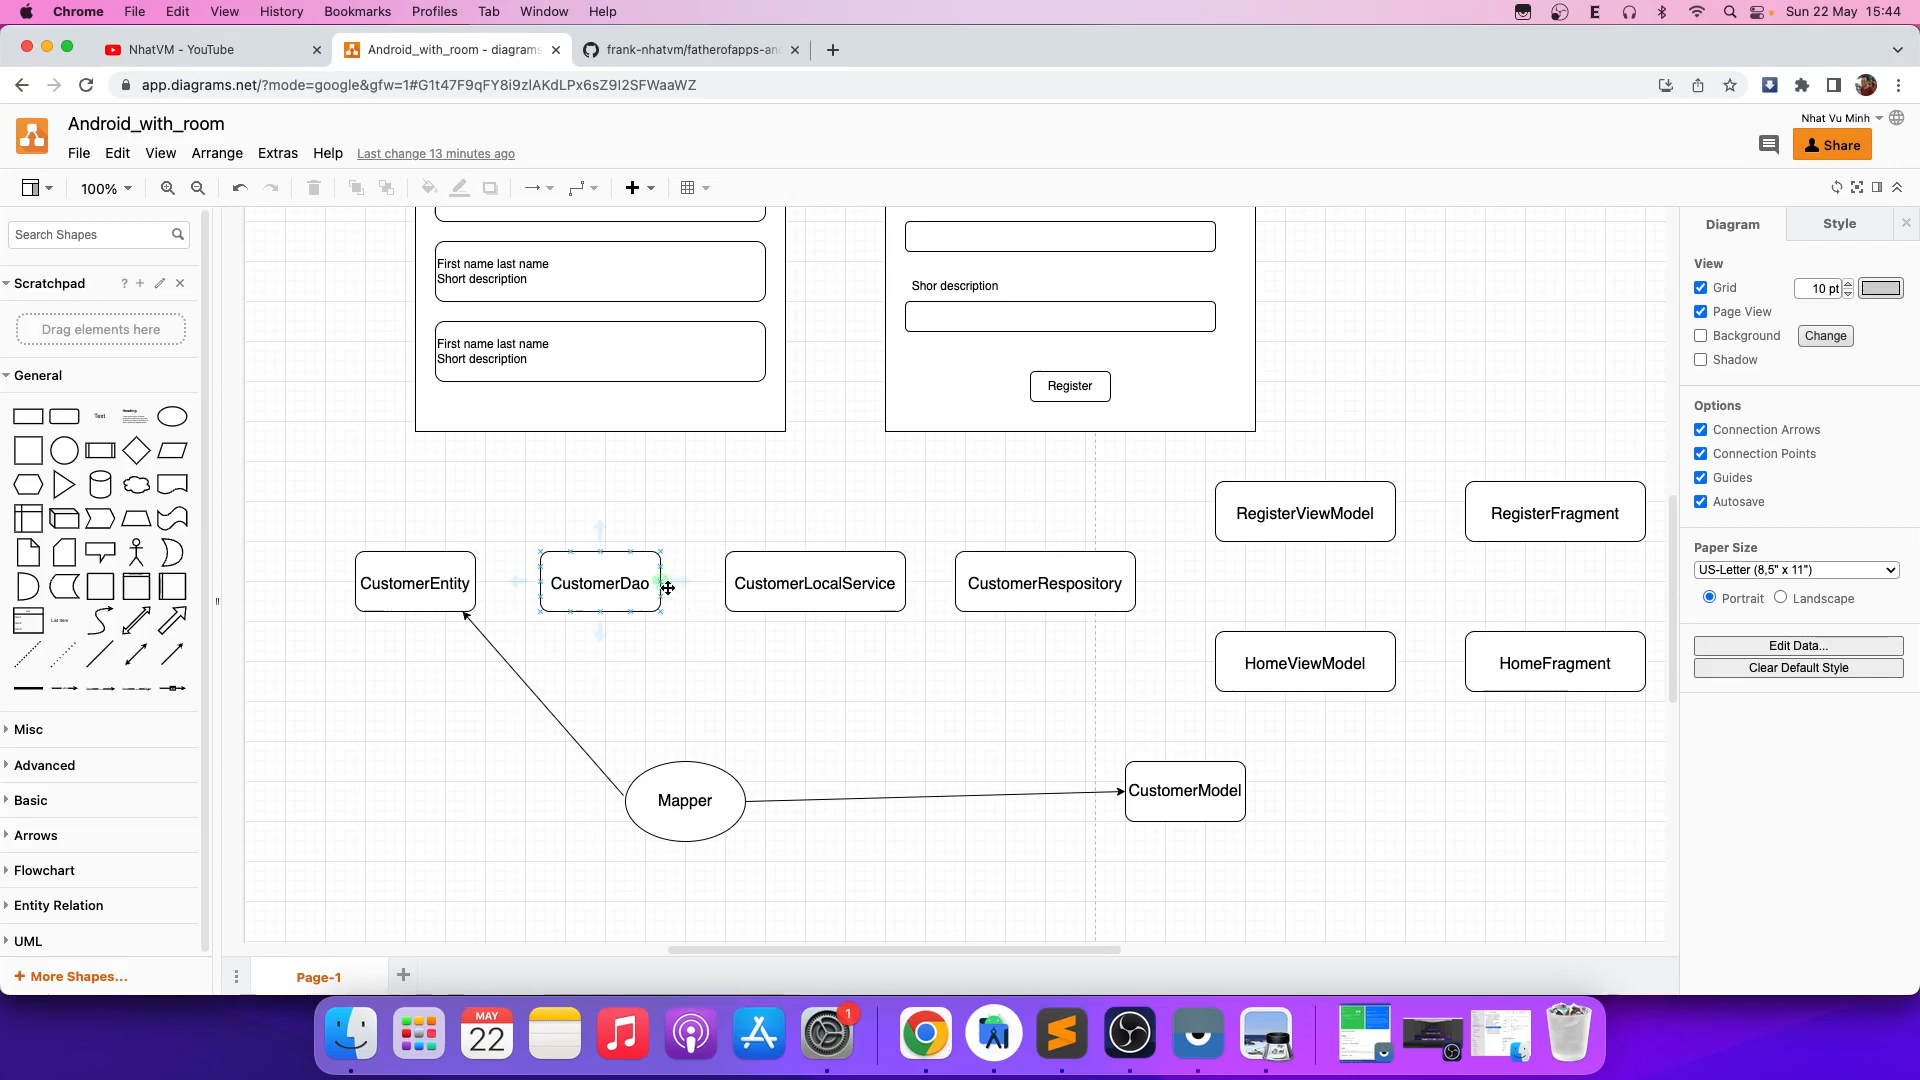 Chrome File Edit View History Bookmarks Profiles Tab Window Help Sun 22 May 15:44
NhatVM - YouTube Android_with_room - diagrams frank-nhatvm/fatherofapps-an
app.diagrams.net/?mode=google&gfw=1#G1t47F9qFY8i9zlAKdLPx6sZ9I2SFWaaWZ
Android_with_room
Nhat Vu Minh
File Edit View Arrange Extras Help Last change 13 minutes ago
Share
100%
Search Shapes
Scratchpad
?
Drag elements here
General
Text
Heading
List Item
Misc
Advanced
Basic
Arrows
Flowchart
Entity Relation
UML
+ More Shapes...
First name last name
Short description
First name last name
Short description
Shor description
Register
RegisterViewModel
RegisterFragment
CustomerEntity
CustomerDao
CustomerLocalService
CustomerRespository
HomeViewModel
HomeFragment
Mapper
CustomerModel
Page-1
Diagram
Style
View
Grid
10 pt
Page View
Background
Change
Shadow
Options
Connection Arrows
Connection Points
Guides
Autosave
Paper Size
US-Letter (8,5" x 11")
Portrait
Landscape
Edit Data...
Clear Default Style
MAY
22
1